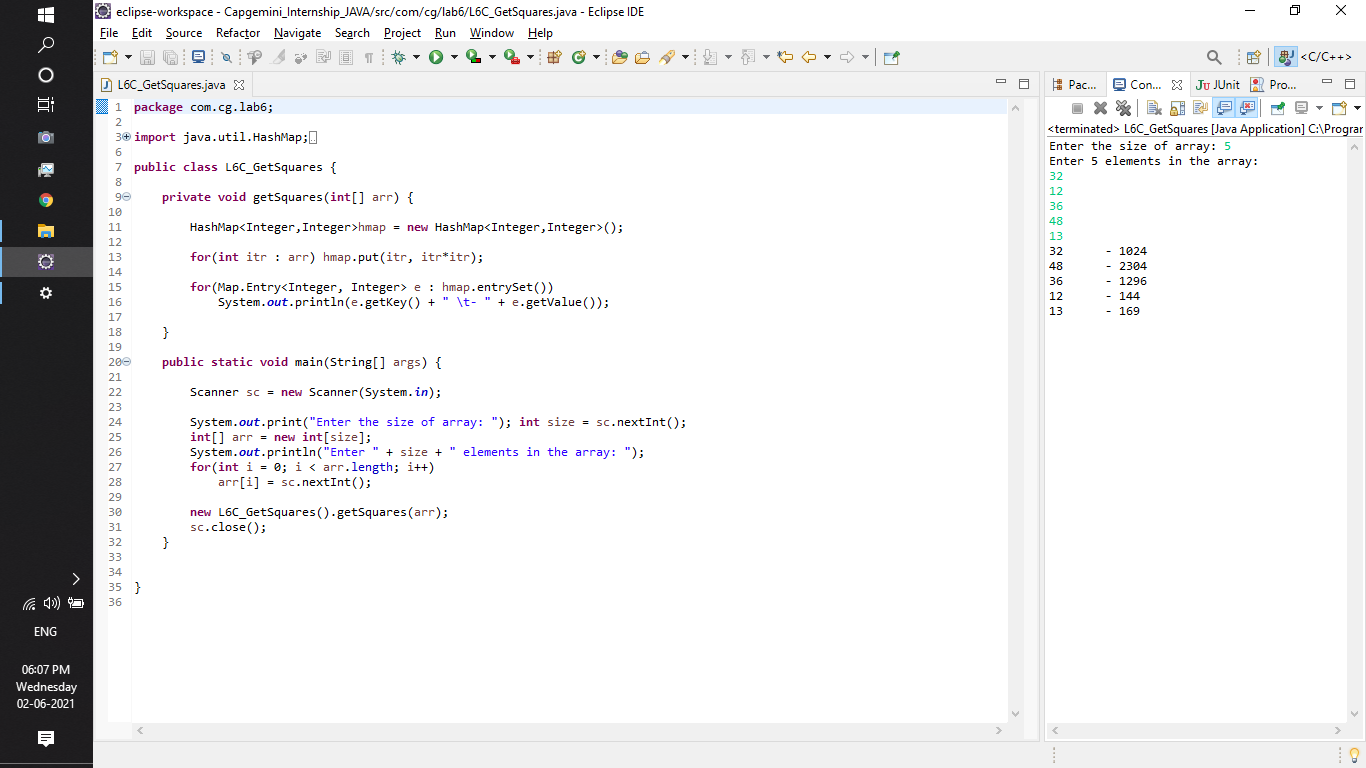 eclipse-workspace - Capgemini_Internship_JAVA/src/com/cg/lab6/L6C_GetSquares.java - Eclipse IDE
File Edit Source Refactor Navigate Search Project Run Window Help
<C/C++>
L6C_GetSquares.java
1 package com.cg.lab6;
2
3 import java.util.HashMap;
6
7 public class L6C_GetSquares {
8
9 private void getSquares(int[] arr) {
10
11 HashMap<Integer,Integer>hmap = new HashMap<Integer,Integer>();
12
13 for(int itr : arr) hmap.put(itr, itr*itr);
14
15 for(Map.Entry<Integer, Integer> e : hmap.entrySet())
16 System.out.println(e.getKey() + " \t- " + e.getValue());
17
18 }
19
20 public static void main(String[] args) {
21
22 Scanner sc = new Scanner(System.in);
23
24 System.out.print("Enter the size of array: "); int size = sc.nextInt();
25 int[] arr = new int[size];
26 System.out.println("Enter " + size + " elements in the array: ");
27 for(int i = 0; i < arr.length; i++)
28 arr[i] = sc.nextInt();
29
30 new L6C_GetSquares().getSquares(arr);
31 sc.close();
32 }
33
34
35 }
36
Pac... Con... JUnit Pro...
<terminated> L6C_GetSquares [Java Application] C:\Prograr
Enter the size of array: 5
Enter 5 elements in the array:
32
12
36
48
13
32 - 1024
48 - 2304
36 - 1296
12 - 144
13 - 169
ENG
06:07 PM
Wednesday
02-06-2021